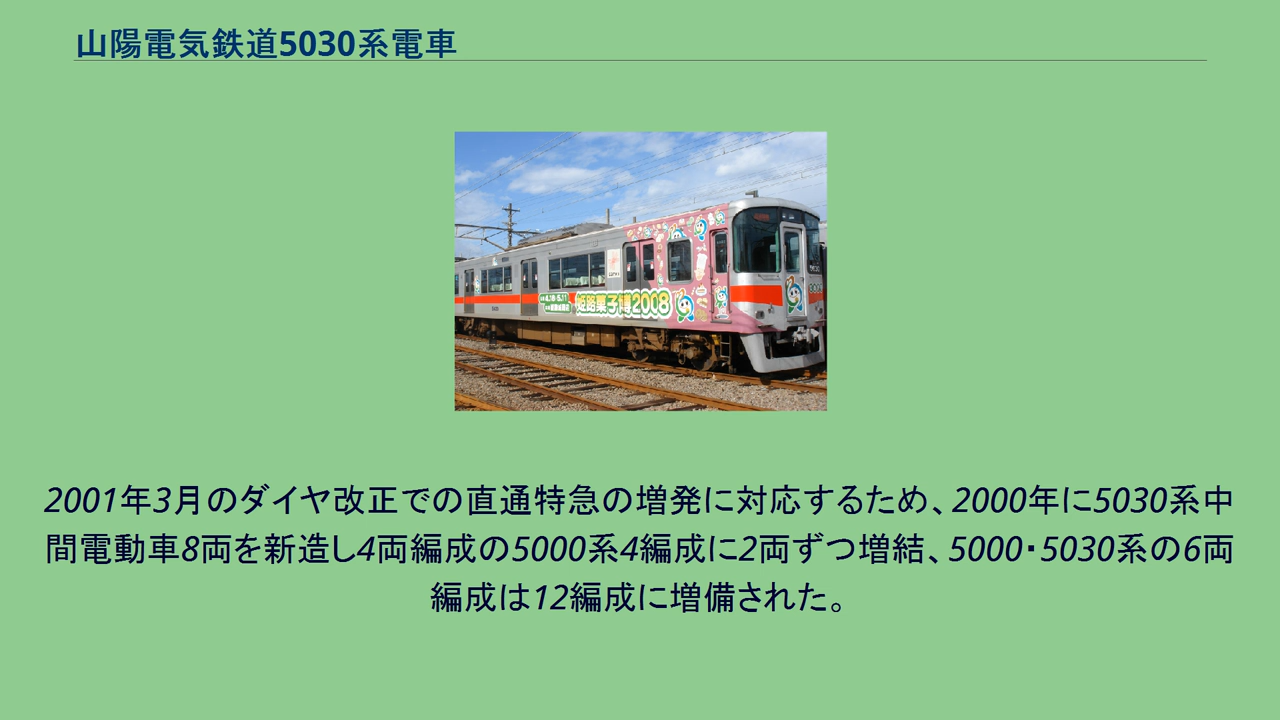 山陽電気鉄道5030系電車
姫路菓子博2008
2001年3月のダイヤ改正での直通特急の増発に対応するため、2000年に5030系中
間電動車8両を新造し4両編成の5000系4編成に2両ずつ増結、5000・5030系の6両
編成は12編成に増備された。